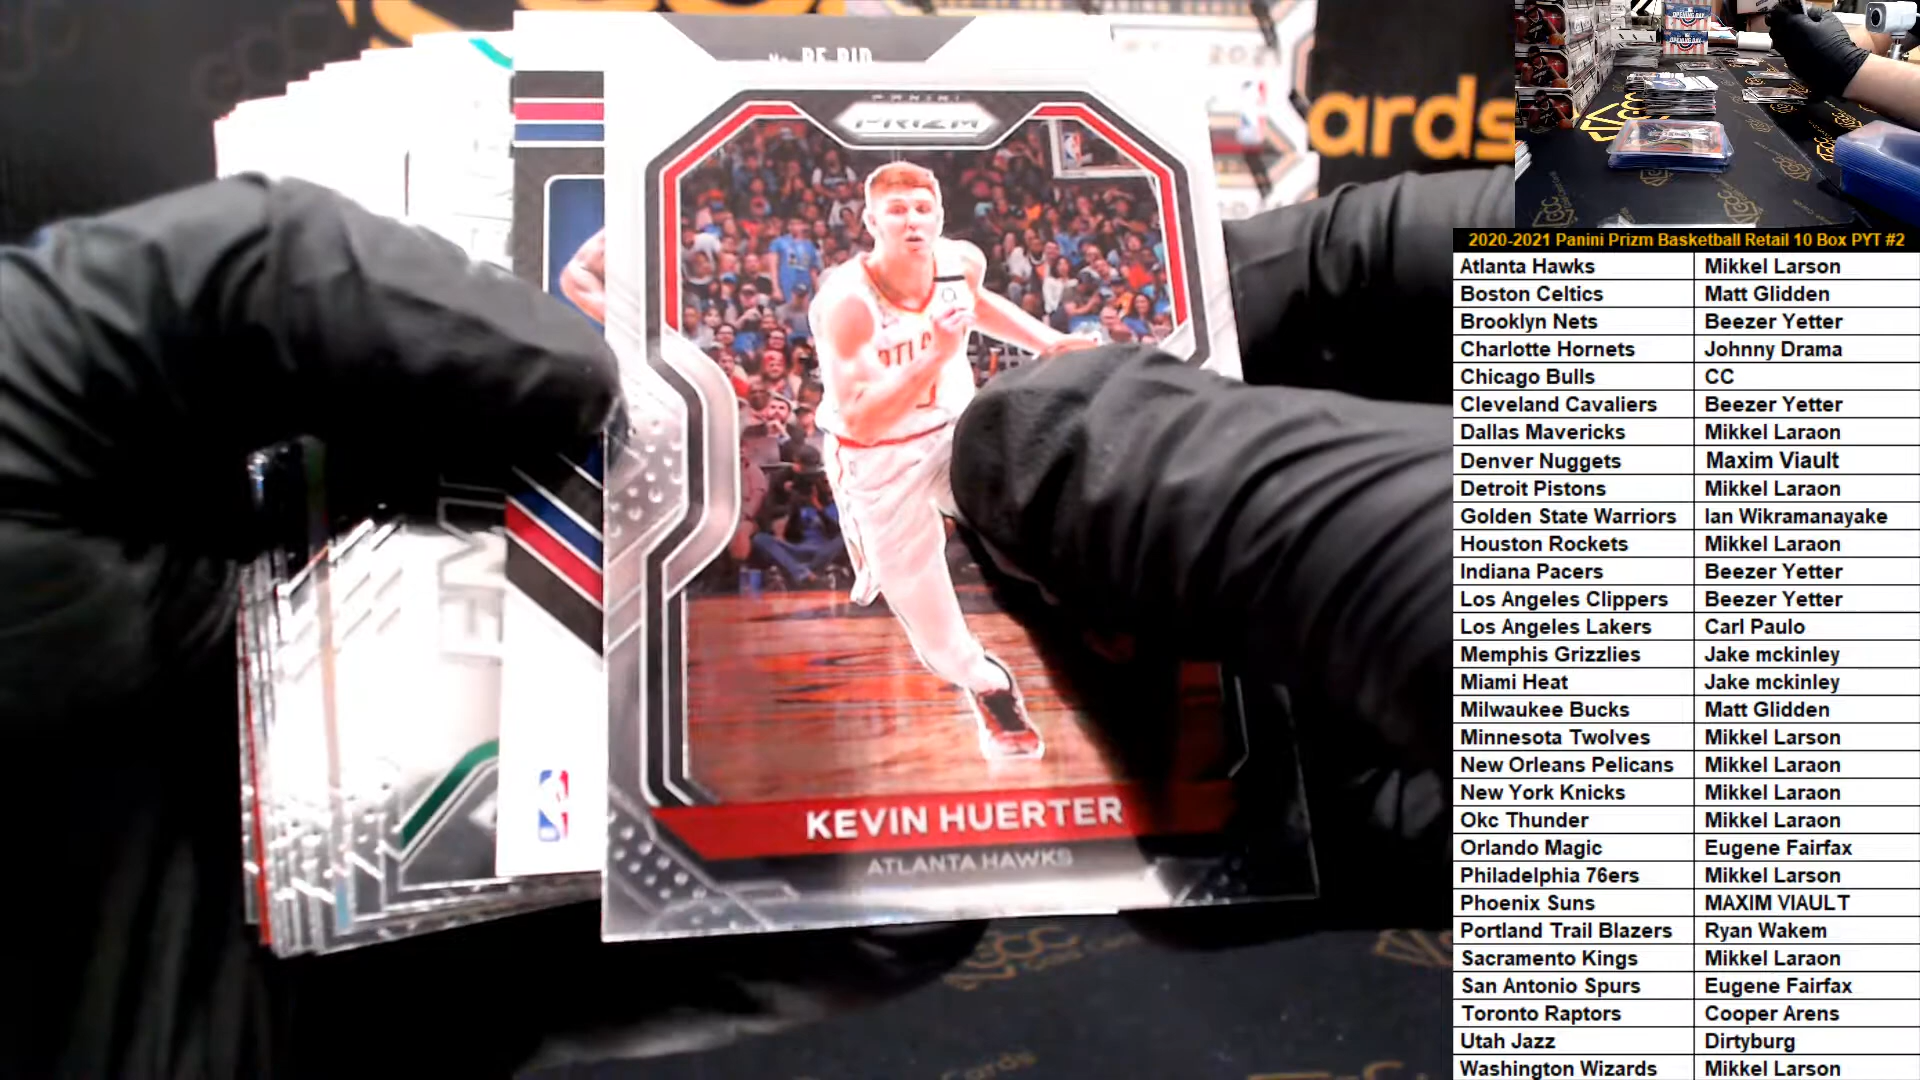 PANINI
PRIZM
KEVIN HUERTER
ATLANTA HAWKS
ards
202
OPENING DAY
OPENING DAY
2020-2021 Panini Prizm Basketball Retail 10 Box PYT #2
Atlanta Hawks Mikkel Larson
Boston Celtics Matt Glidden
Brooklyn Nets Beezer Yetter
Charlotte Hornets Johnny Drama
Chicago Bulls CC
Cleveland Cavaliers Beezer Yetter
Dallas Mavericks Mikkel Laraon
Denver Nuggets Maxim Viault
Detroit Pistons Mikkel Laraon
Golden State Warriors Ian Wikramanayake
Houston Rockets Mikkel Laraon
Indiana Pacers Beezer Yetter
Los Angeles Clippers Beezer Yetter
Los Angeles Lakers Carl Paulo
Memphis Grizzlies Jake mckinley
Miami Heat Jake mckinley
Milwaukee Bucks Matt Glidden
Minnesota Twolves Mikkel Larson
New Orleans Pelicans Mikkel Laraon
New York Knicks Mikkel Laraon
Okc Thunder Mikkel Laraon
Orlando Magic Eugene Fairfax
Philadelphia 76ers Mikkel Larson
Phoenix Suns MAXIM VIAULT
Portland Trail Blazers Ryan Wakem
Sacramento Kings Mikkel Laraon
San Antonio Spurs Eugene Fairfax
Toronto Raptors Cooper Arens
Utah Jazz Dirtyburg
Washington Wizards Mikkel Larson